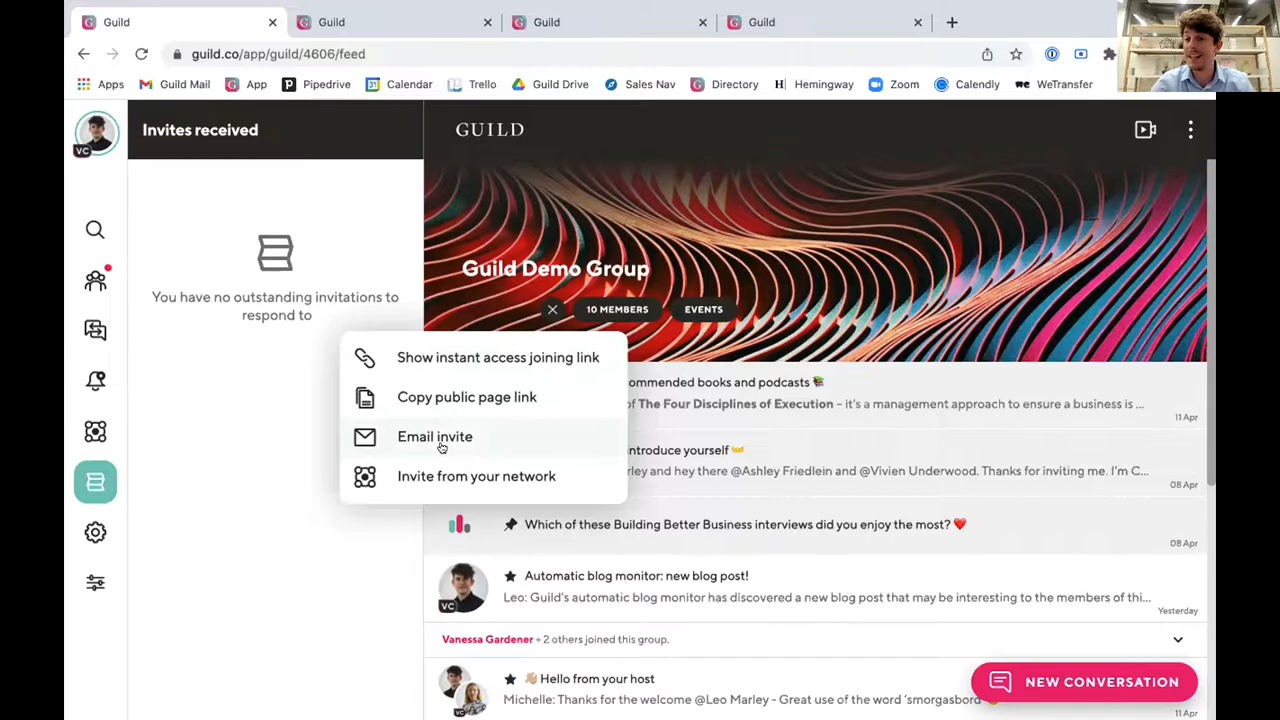 Guild
Guild
Guild
Guild
guild.co/app/guild/4606/feed
Apps
Guild Mail
App
Pipedrive
Calendar
Trello
Guild Drive
Sales Nav
Directory
Hemingway
Zoom
Calendly
WeTransfer
VC
Invites received
GUILD
You have no outstanding invitations to
respond to
Guild Demo Group
10 MEMBERS
EVENTS
Show instant access joining link
Copy public page link
Email invite
Invite from your network
ommended books and podcasts 📚
of The Four Disciplines of Execution – it's a management approach to ensure a business is ...
11 Apr
introduce yourself 🤝
rley and hey there @Ashley Friedlein and @Vivien Underwood. Thanks for inviting me. I'm C...
08 Apr
Which of these Building Better Business interviews did you enjoy the most? ❤️
08 Apr
VC
Automatic blog monitor: new blog post!
Leo: Guild's automatic blog monitor has discovered a new blog post that may be interesting to the members of thi...
Yesterday
Vanessa Gardener + 2 others joined this group.
👋🏼 Hello from your host
Michelle: Thanks for the welcome @Leo Marley - Great use of the word 'smorgasbord
VC
11 Apr
NEW CONVERSATION